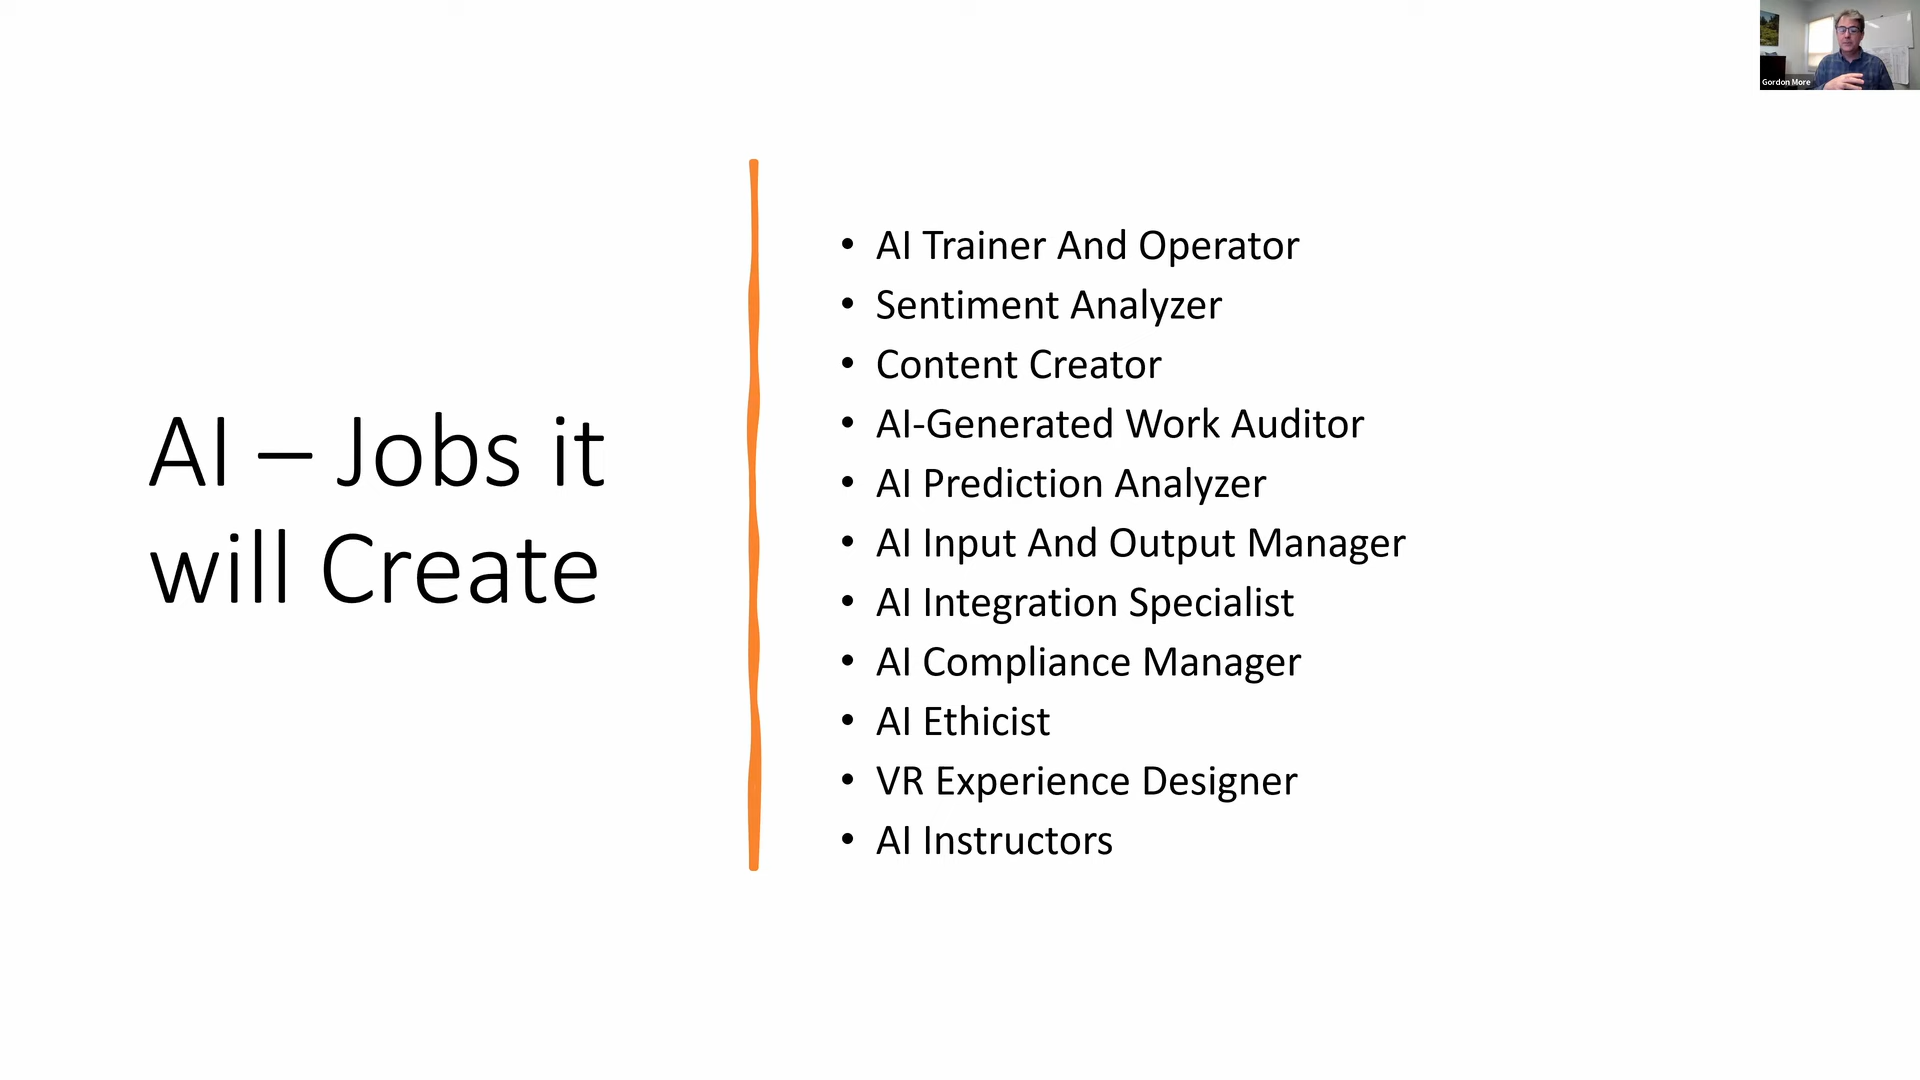 Gordon More
AI – Jobs it
will Create
• AI Trainer And Operator
• Sentiment Analyzer
• Content Creator
• AI-Generated Work Auditor
• AI Prediction Analyzer
• AI Input And Output Manager
• AI Integration Specialist
• AI Compliance Manager
• AI Ethicist
• VR Experience Designer
• AI Instructors